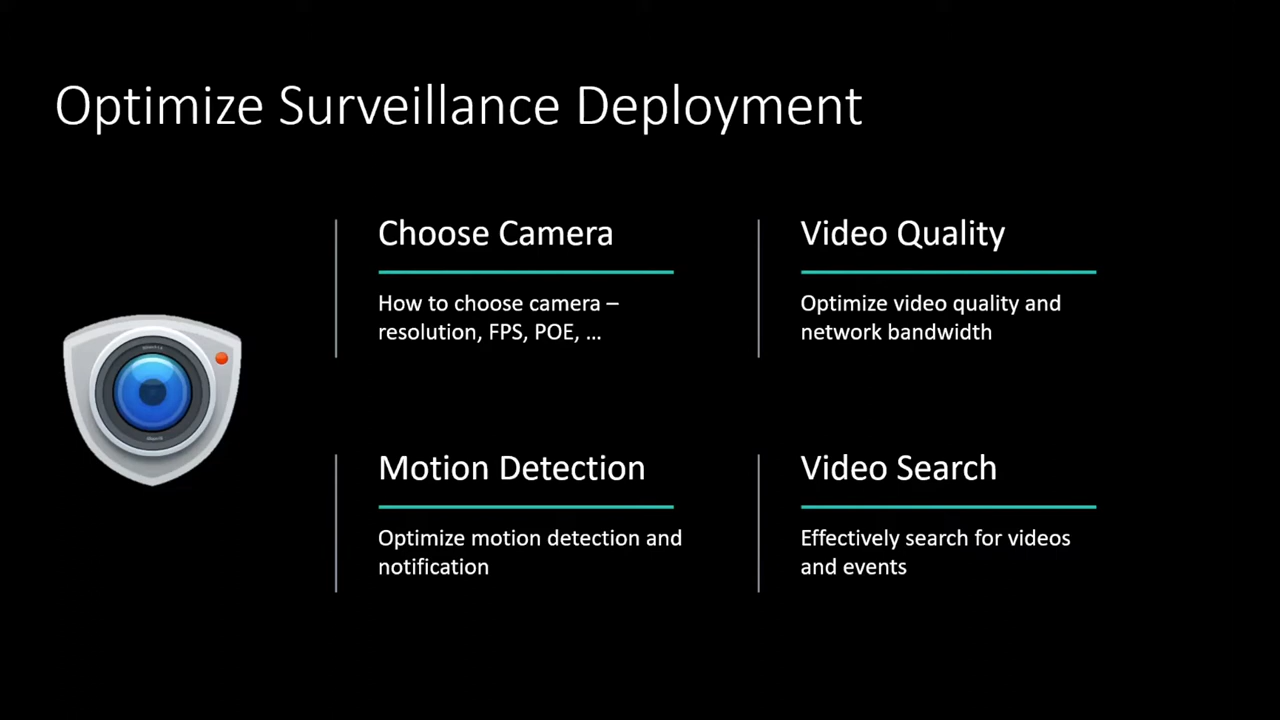 Optimize Surveillance Deployment
Choose Camera
How to choose camera –
resolution, FPS, POE, ...
Video Quality
Optimize video quality and
network bandwidth
Motion Detection
Optimize motion detection and
notification
Video Search
Effectively search for videos
and events